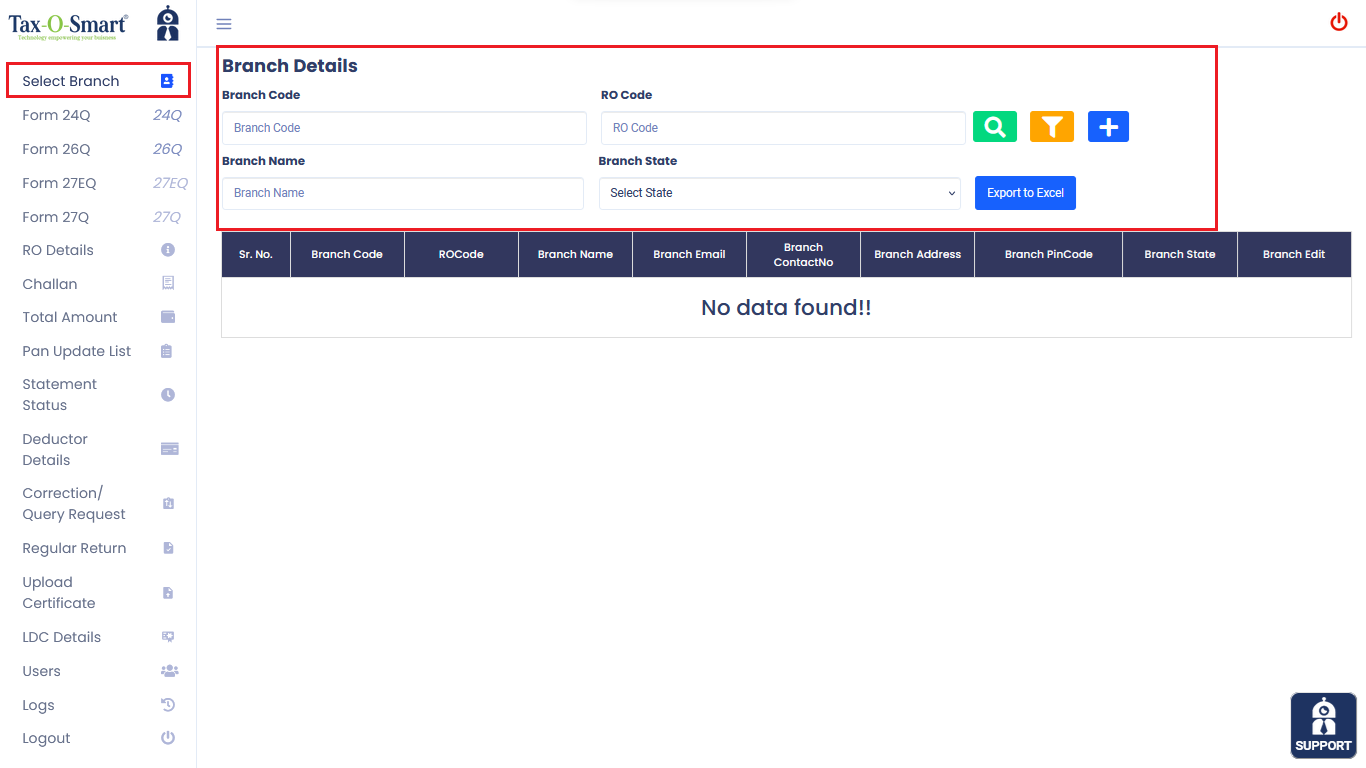 Tax-O-Smart®
Technology empowering your business
Select Branch
Form 24Q 24Q
Form 26Q 26Q
Form 27EQ 27EQ
Form 27Q 27Q
RO Details
Challan
Total Amount
Pan Update List
Statement
Status
Deductor
Details
Correction/
Query Request
Regular Return
Upload
Certificate
LDC Details
Users
Logs
Logout
Branch Details
Branch Code RO Code
Branch Code RO Code
Branch Name Branch State
Branch Name Select State Export to Excel
Sr. No. Branch Code ROCode Branch Name Branch Email Branch ContactNo Branch Address Branch PinCode Branch State Branch Edit
No data found!!
SUPPORT